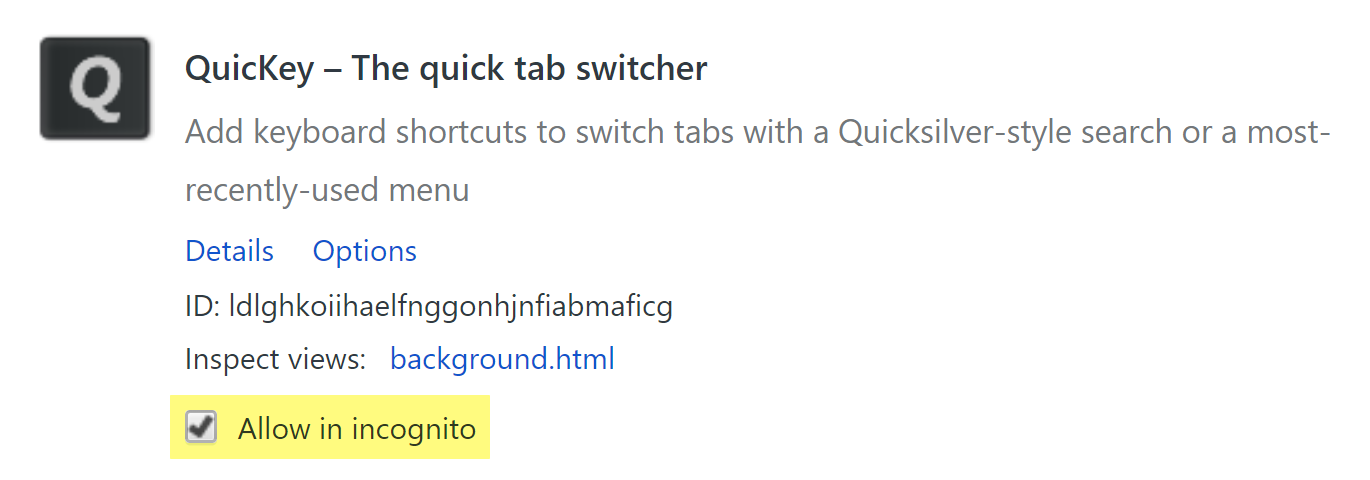 Q
QuicKey – The quick tab switcher
Add keyboard shortcuts to switch tabs with a Quicksilver-style search or a most-
recently-used menu
Details Options
ID: ldlghkoiihaelfnggonhjnfiabmaficg
Inspect views: background.html
Allow in incognito